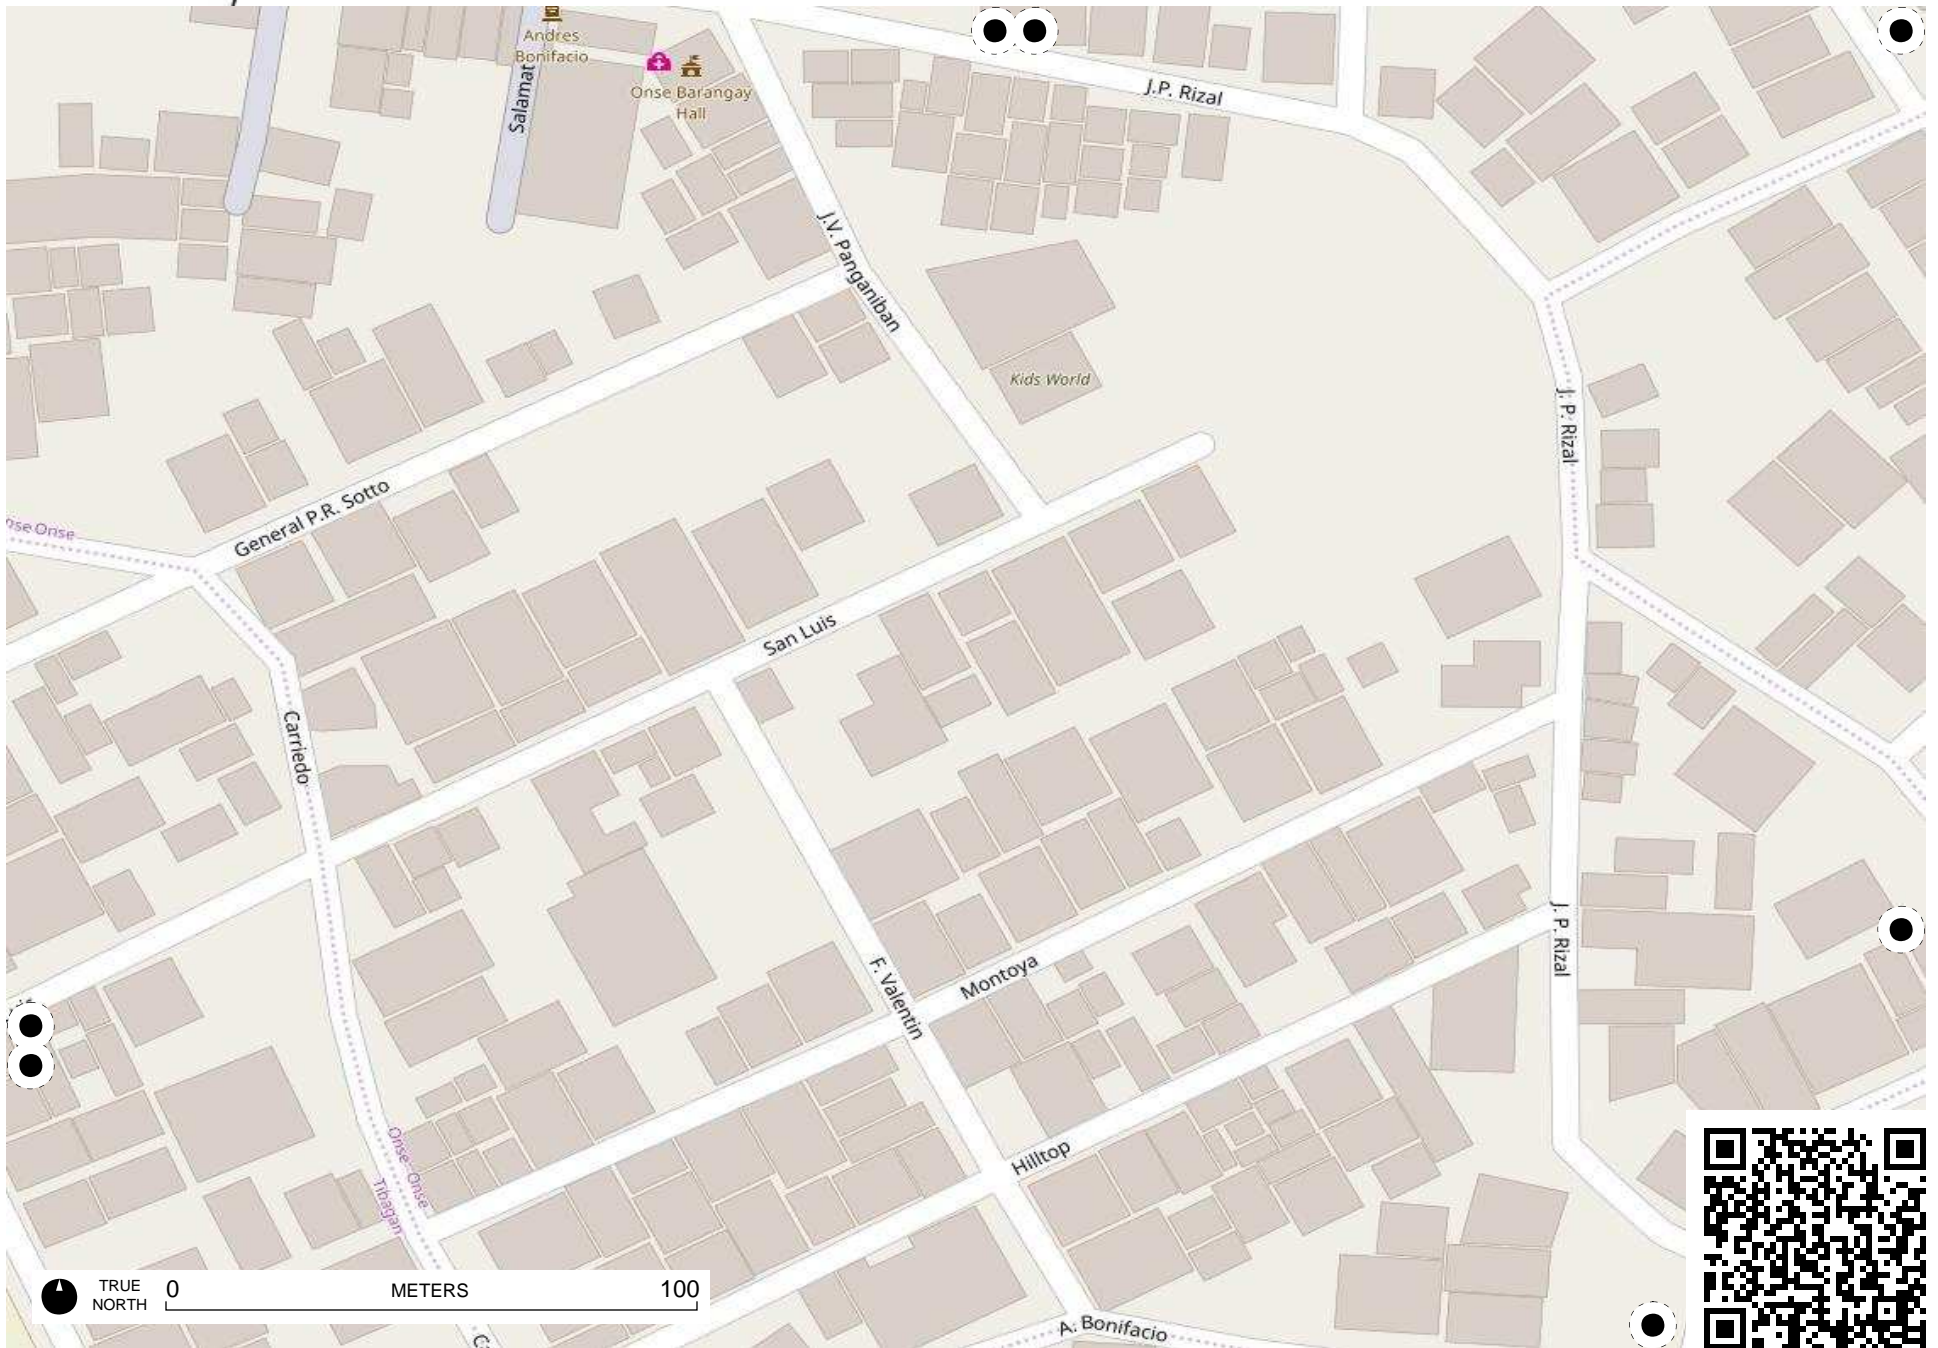 Andres
Bonifacio
Salamat
Onse Barangay
Hall
J.P. Rizal
J.V. Panganiban
Kids World
J. P. Rizal
General P.R. Sotto
Onse
San Luis
Carriedo
J. P. Rizal
F. Valentin
Montoya
Onse Onse
Tibagan
Hilltop
A. Bonifacio
TRUE
NORTH
0 METERS 100